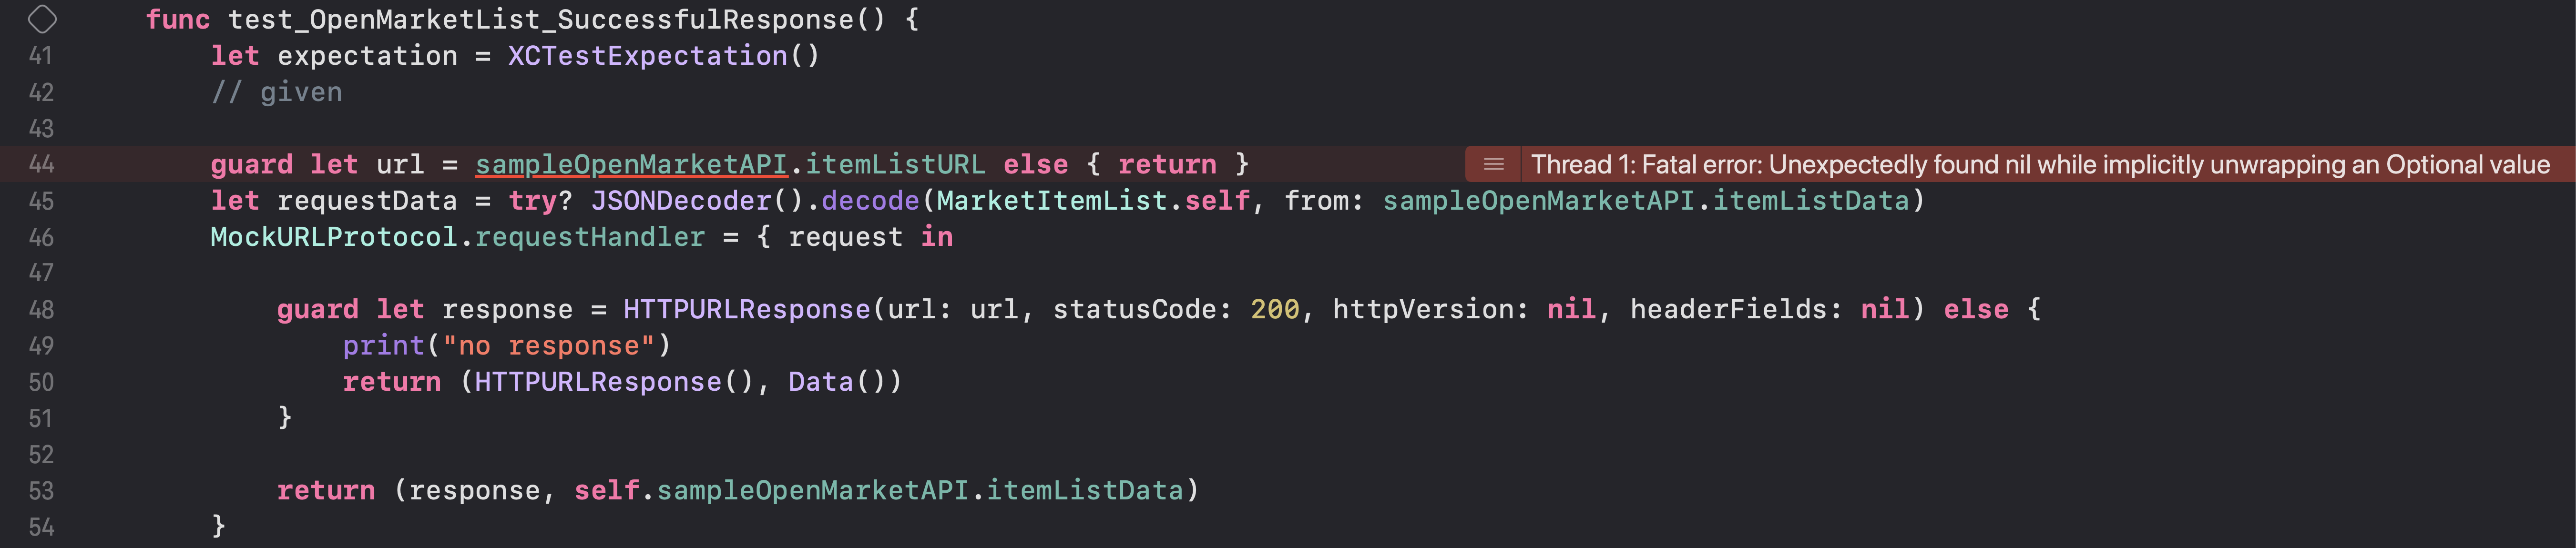 func test_OpenMarketList_SuccessfulResponse() {
41 let expectation = XCTestExpectation()
42 // given
43
44 guard let url = sampleOpenMarketAPI.itemListURL else { return } Thread 1: Fatal error: Unexpectedly found nil while implicitly unwrapping an Optional value
45 let requestData = try? JSONDecoder().decode(MarketItemList.self, from: sampleOpenMarketAPI.itemListData)
46 MockURLProtocol.requestHandler = { request in
47
48 guard let response = HTTPURLResponse(url: url, statusCode: 200, httpVersion: nil, headerFields: nil) else {
49 print("no response")
50 return (HTTPURLResponse(), Data())
51 }
52
53 return (response, self.sampleOpenMarketAPI.itemListData)
54 }